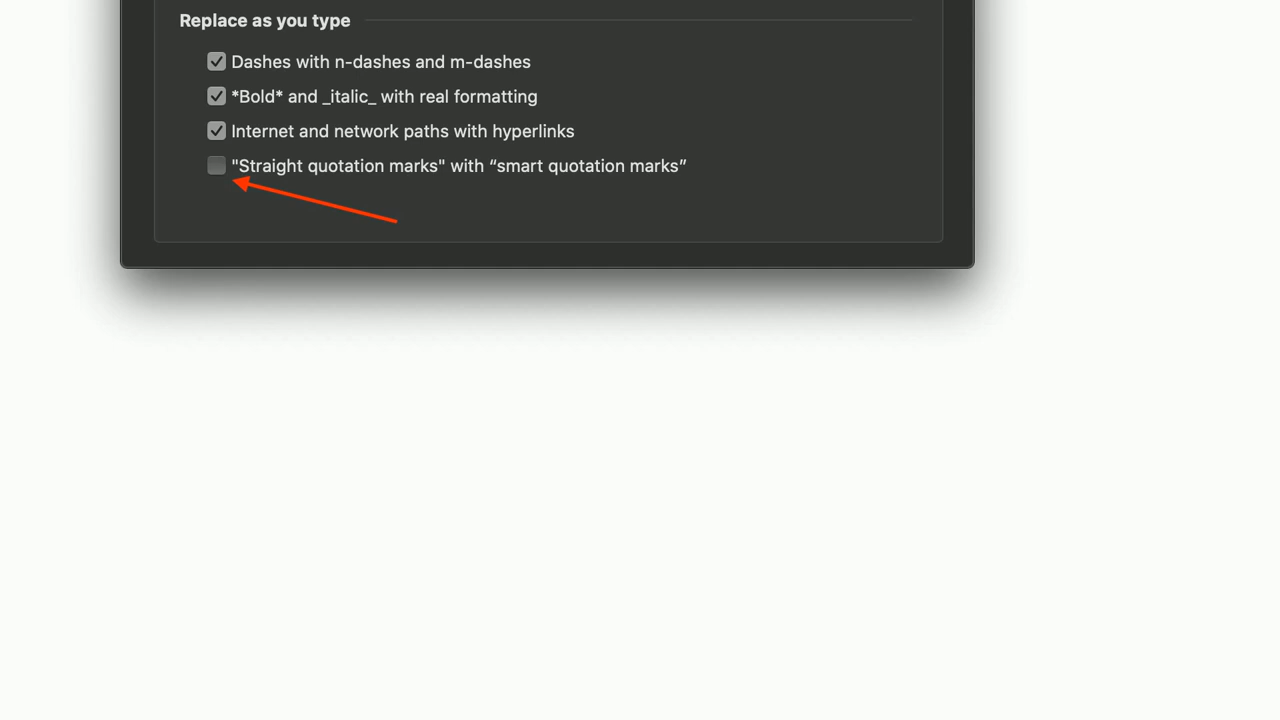 Replace as you type
Dashes with n-dashes and m-dashes
*Bold* and _italic_ with real formatting
Internet and network paths with hyperlinks
"Straight quotation marks" with “smart quotation marks”